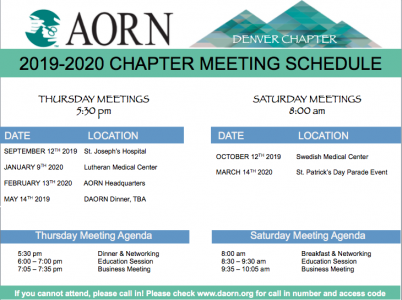 AORN
DENVER CHAPTER
2019-2020 CHAPTER MEETING SCHEDULE
THURSDAY MEETINGS
5:30 pm
DATE LOCATION
SEPTEMBER 12TH 2019 St. Joseph's Hospital
JANUARY 9TH 2020 Lutheran Medical Center
FEBRUARY 13TH 2020 AORN Headquarters
MAY 14TH 2019 DAORN Dinner, TBA
SATURDAY MEETINGS
8:00 am
DATE LOCATION
OCTOBER 12TH 2019 Swedish Medical Center
MARCH 14TH 2020 St. Patrick's Day Parade Event
Thursday Meeting Agenda
5:30 pm Dinner & Networking
6:00 – 7:00 pm Education Session
7:05 – 7:35 pm Business Meeting
Saturday Meeting Agenda
8:00 am Breakfast & Networking
8:30 – 9:30 am Education Session
9:35 – 10:05 am Business Meeting
If you cannot attend, please call in! Please check www.daorn.org for call in number and access code